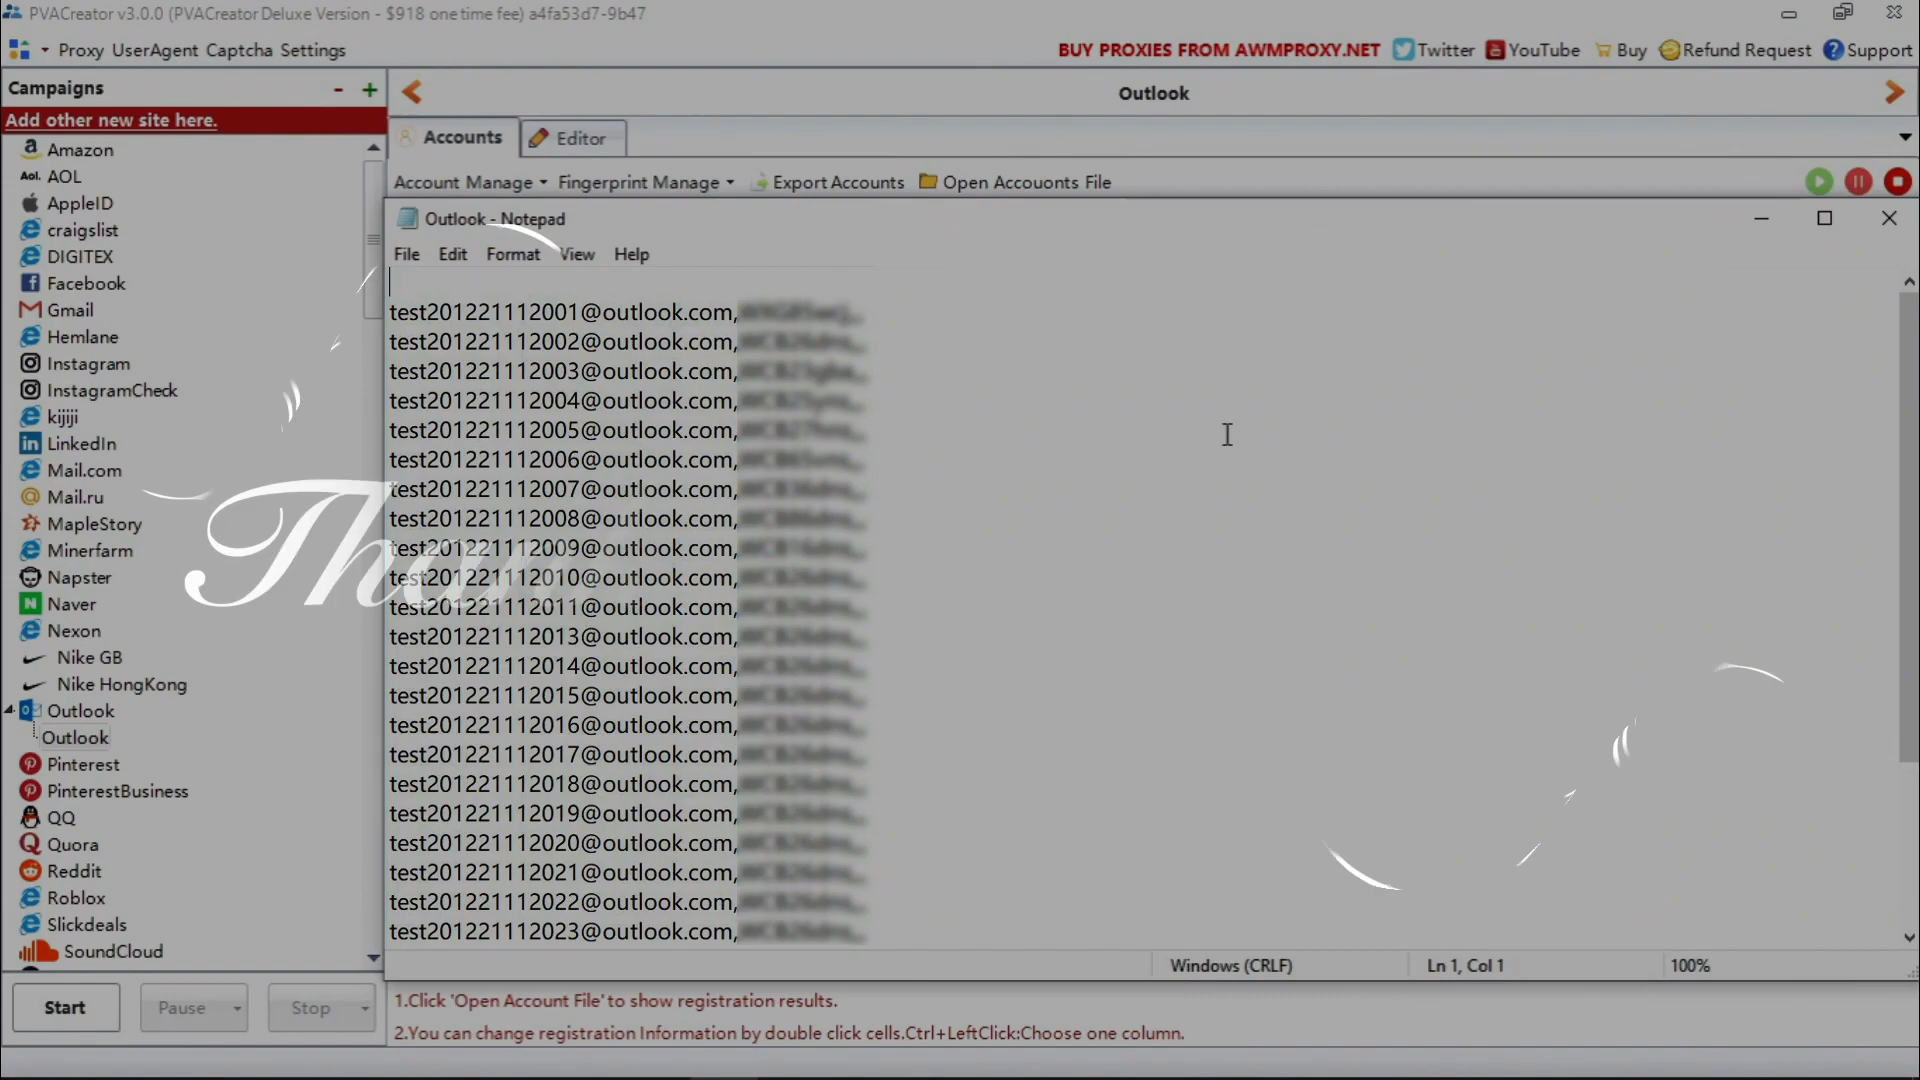 PVACreator v3.0.0 (PVACreator Deluxe Version - $918 one time fee) a4fa53d7-9b47
Proxy UserAgent Captcha Settings
BUY PROXIES FROM AWMPROXY.NET Twitter YouTube Buy Refund Request Support
Campaigns - +
Outlook
Add other new site here.
Accounts Editor
Account Manage Fingerprint Manage Export Accounts Open Accouonts File
Amazon
Aol. AOL
AppleID
craigslist
DIGITEX
Facebook
Gmail
Hemlane
Instagram
InstagramCheck
kijiji
LinkedIn
Mail.com
Mail.ru
MapleStory
Minerfarm
Napster
Naver
Nexon
Nike GB
Nike HongKong
Outlook
Outlook
Pinterest
PinterestBusiness
QQ
Quora
Reddit
Roblox
Slickdeals
SoundCloud
Outlook - Notepad
File Edit Format View Help
test201221112001@outlook.com,
test201221112002@outlook.com,
test201221112003@outlook.com,
test201221112004@outlook.com,
test201221112005@outlook.com,
test201221112006@outlook.com,
test201221112007@outlook.com,
test201221112008@outlook.com,
test201221112009@outlook.com,
test201221112010@outlook.com,
test201221112011@outlook.com,
test201221112013@outlook.com,
test201221112014@outlook.com,
test201221112015@outlook.com,
test201221112016@outlook.com,
test201221112017@outlook.com,
test201221112018@outlook.com,
test201221112019@outlook.com,
test201221112020@outlook.com,
test201221112021@outlook.com,
test201221112022@outlook.com,
test201221112023@outlook.com,
Than
Windows (CRLF) Ln 1, Col 1 100%
Start Pause Stop
1.Click 'Open Account File' to show registration results.
2.You can change registration Information by double click cells.Ctrl+LeftClick:Choose one column.